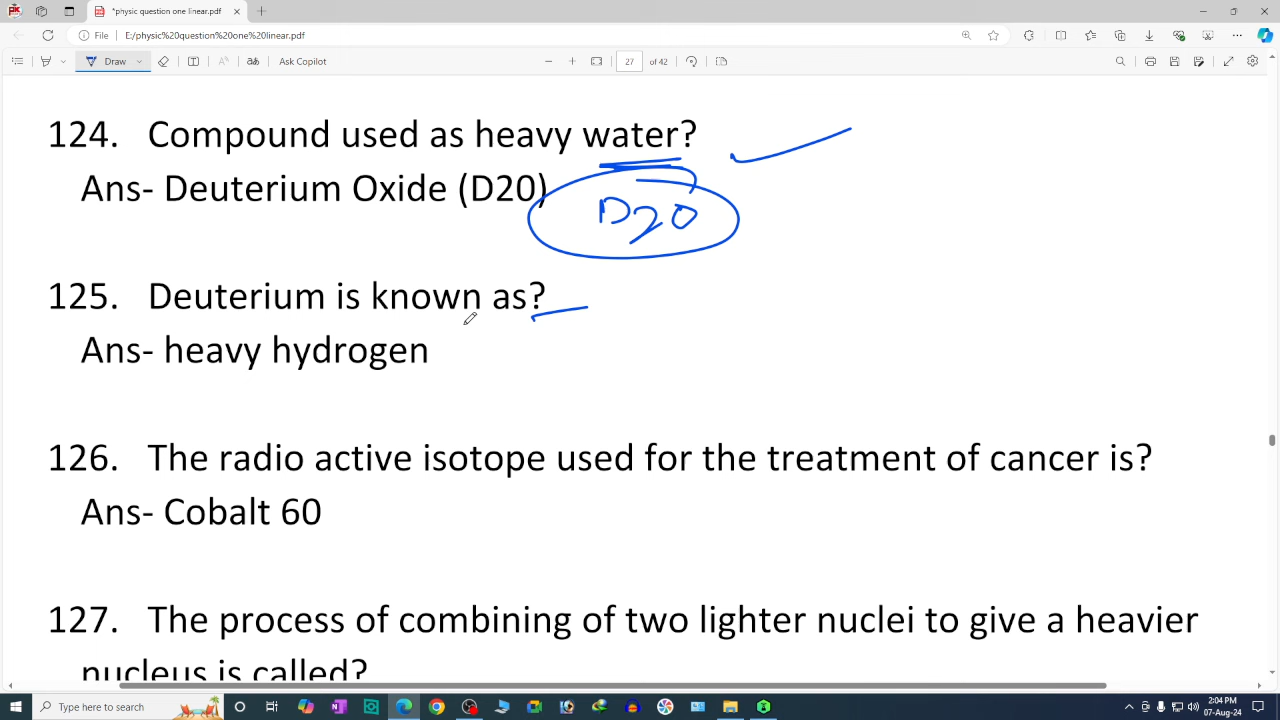 *physic question one linear.pdf
File
E:/physic%20question%20one%20linear.pdf
Draw
Ask Copilot
27 of 42
124. Compound used as heavy water?
Ans- Deuterium Oxide (D20)
D20
125. Deuterium is known as?
Ans- heavy hydrogen
126. The radio active isotope used for the treatment of cancer is?
Ans- Cobalt 60
127. The process of combining of two lighter nuclei to give a heavier
nucleus is called?
Type here to search
2:04 PM
07-Aug-24